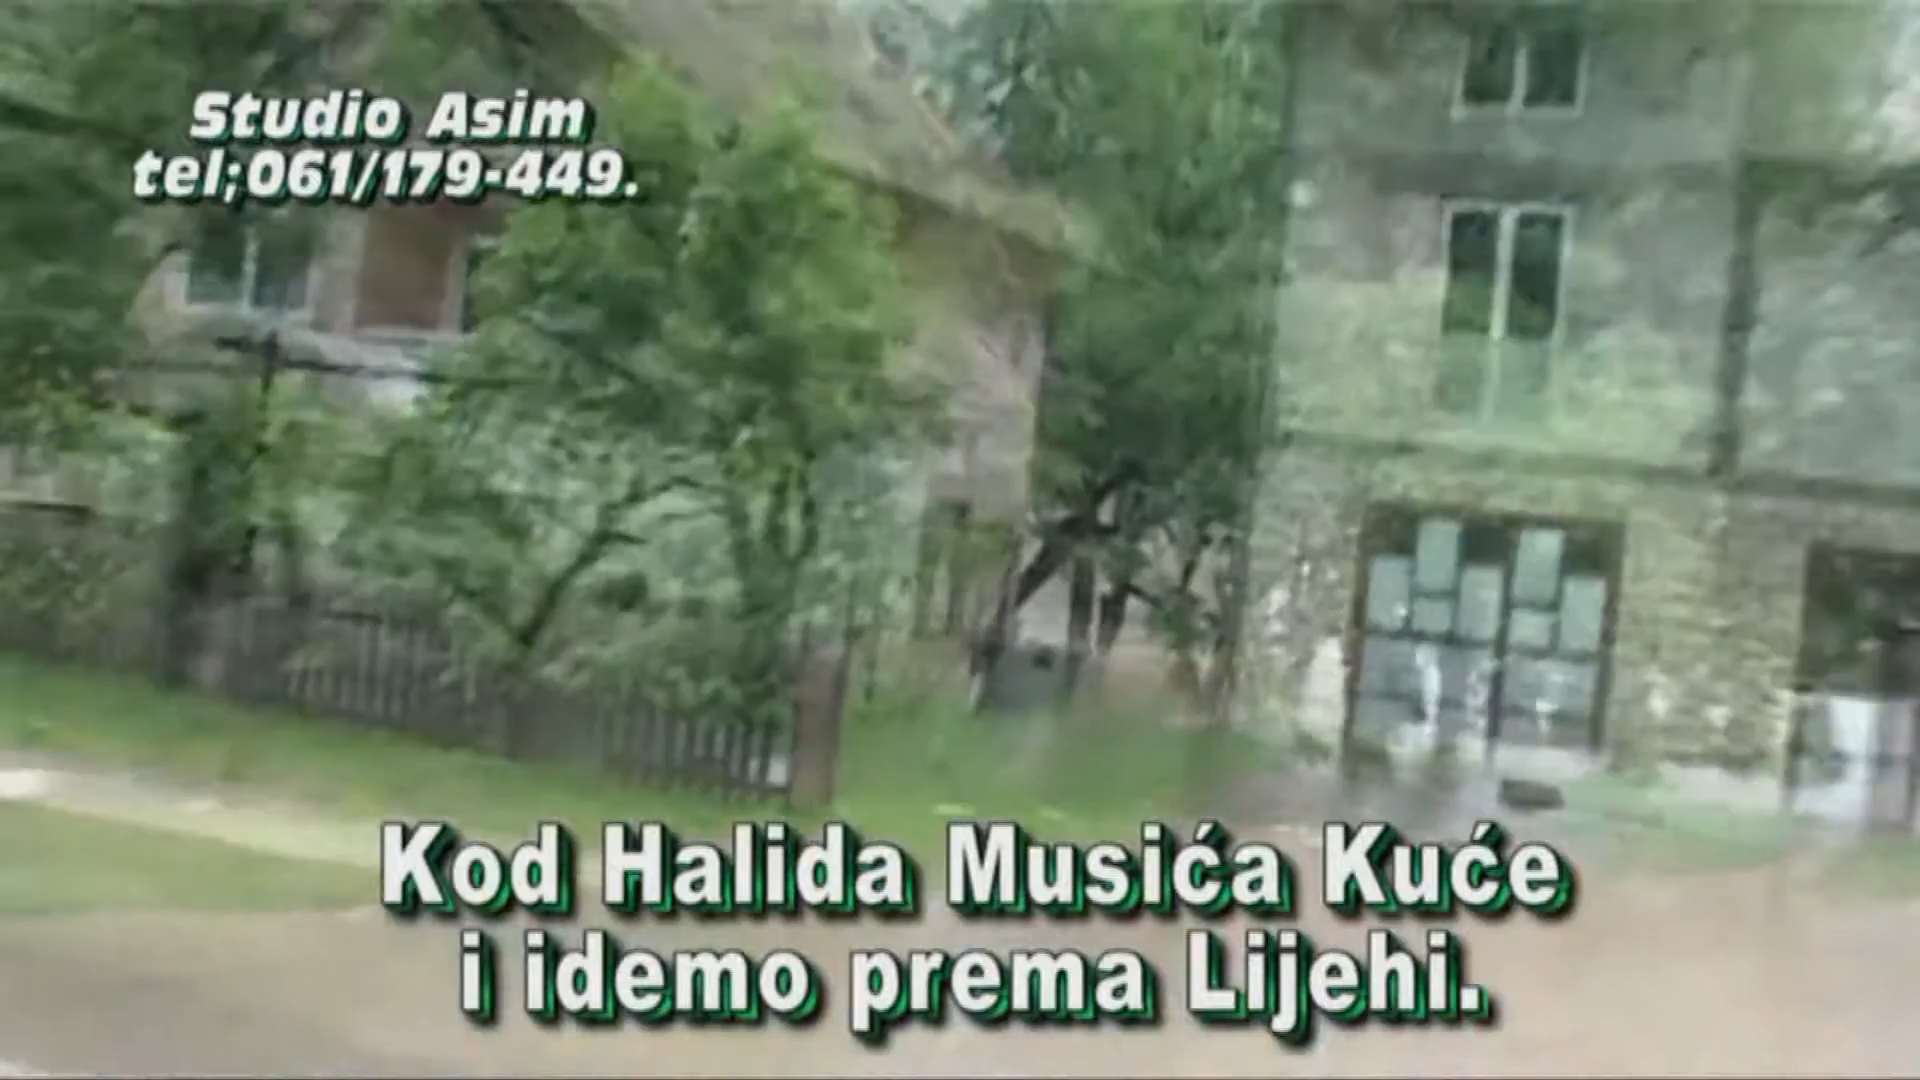 Studio Asim
tel;061/179-449.
Kod Halida Musića Kuće
i idemo prema Lijehi.